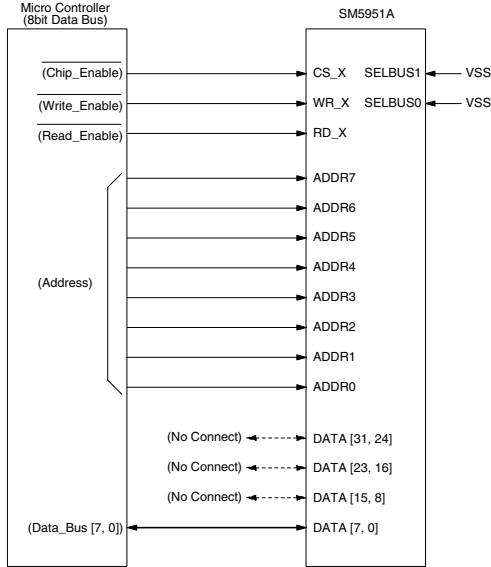 Micro Controller
(8bit Data Bus)
SM5951A
(Chip_Enable)
CS_X
SELBUS1
VSS
(Write_Enable)
WR_X
SELBUS0
VSS
(Read_Enable)
RD_X
ADDR7
ADDR6
ADDR5
(Address)
ADDR4
ADDR3
ADDR2
ADDR1
ADDR0
(No Connect)
DATA [31, 24]
(No Connect)
DATA [23, 16]
(No Connect)
DATA [15, 8]
(Data_Bus [7, 0])
DATA [7, 0]